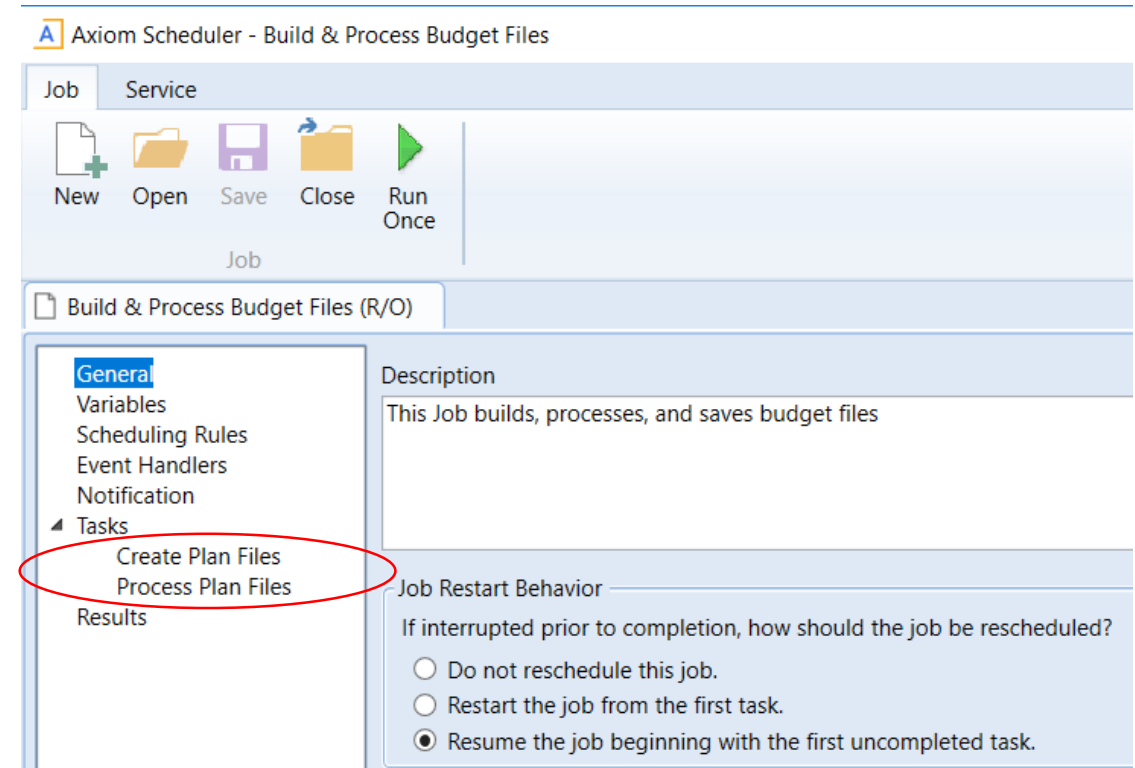 A Axiom Scheduler - Build & Process Budget Files
Job Service
New Open Save Close Run
Once
Job
Build & Process Budget Files (R/O)
General
Variables
Scheduling Rules
Event Handlers
Notification
Tasks
Create Plan Files
Process Plan Files
Results
Description
This Job builds, processes, and saves budget files
Job Restart Behavior
If interrupted prior to completion, how should the job be rescheduled?
Do not reschedule this job.
Restart the job from the first task.
Resume the job beginning with the first uncompleted task.